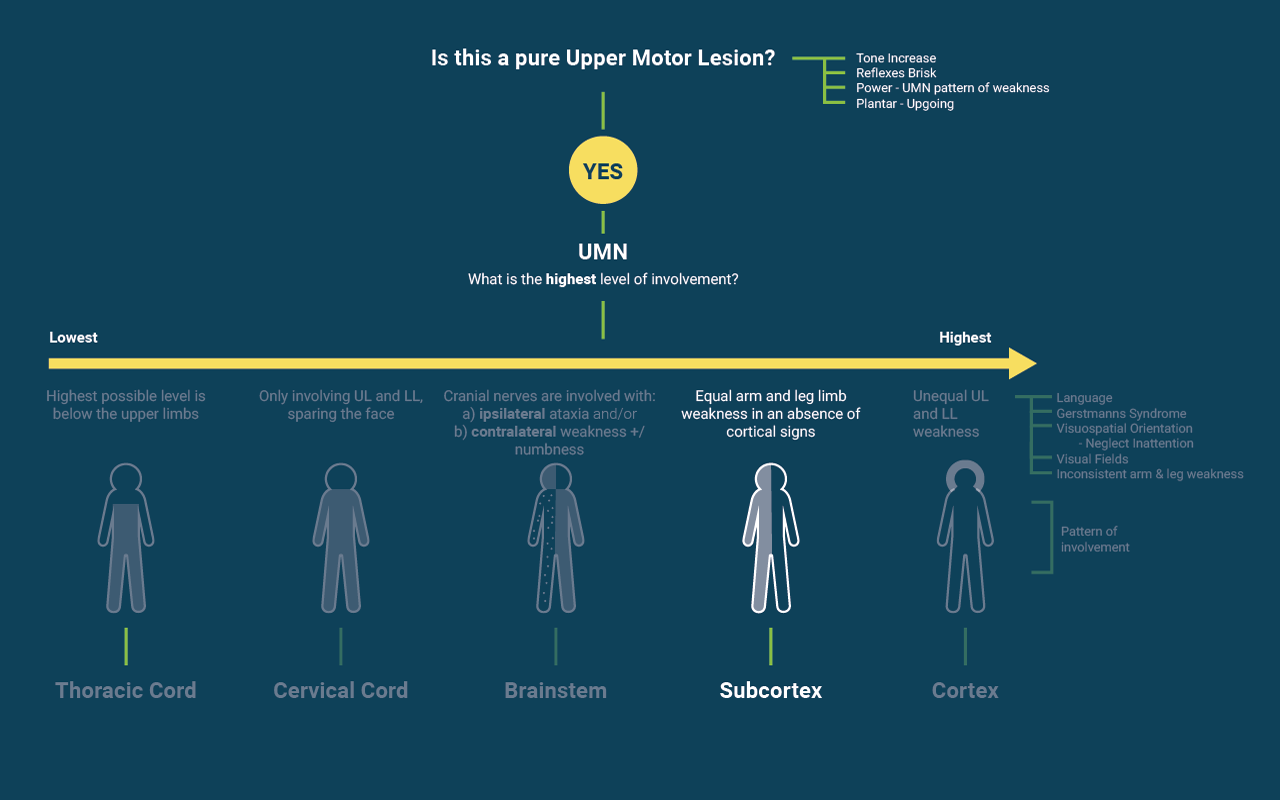 Is this a pure Upper Motor Lesion?
Tone Increase
Reflexes Brisk
Power - UMN pattern of weakness
Plantar - Upgoing
YES
UMN
What is the highest level of involvement?
Lowest
Highest
Highest possible level is
below the upper limbs
Only involving UL and LL,
sparing the face
Cranial nerves are involved with:
a) ipsilateral ataxia and/or
b) contralateral weakness +/
numbness
Equal arm and leg limb
weakness in an absence of
cortical signs
Unequal UL
and LL
weakness
Language
Gerstmanns Syndrome
Visuospatial Orientation
- Neglect Inattention
Visual Fields
Inconsistent arm & leg weakness
Pattern of
involvement
Thoracic Cord
Cervical Cord
Brainstem
Subcortex
Cortex